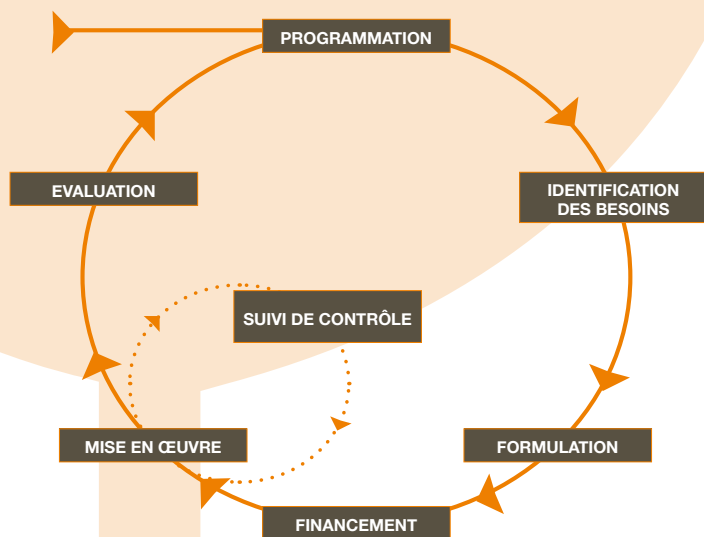 PROGRAMMATION
EVALUATION
IDENTIFICATION
DES BESOINS
SUIVI DE CONTRÔLE
MISE EN ŒUVRE
FORMULATION
FINANCEMENT